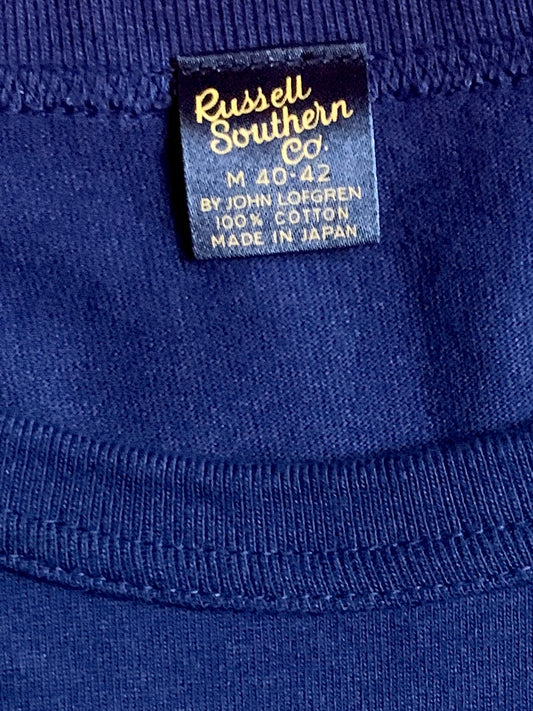 Russell
Southern
Co.
M 40-42
BY JOHN LOFGREN
100% COTTON
MADE IN JAPAN